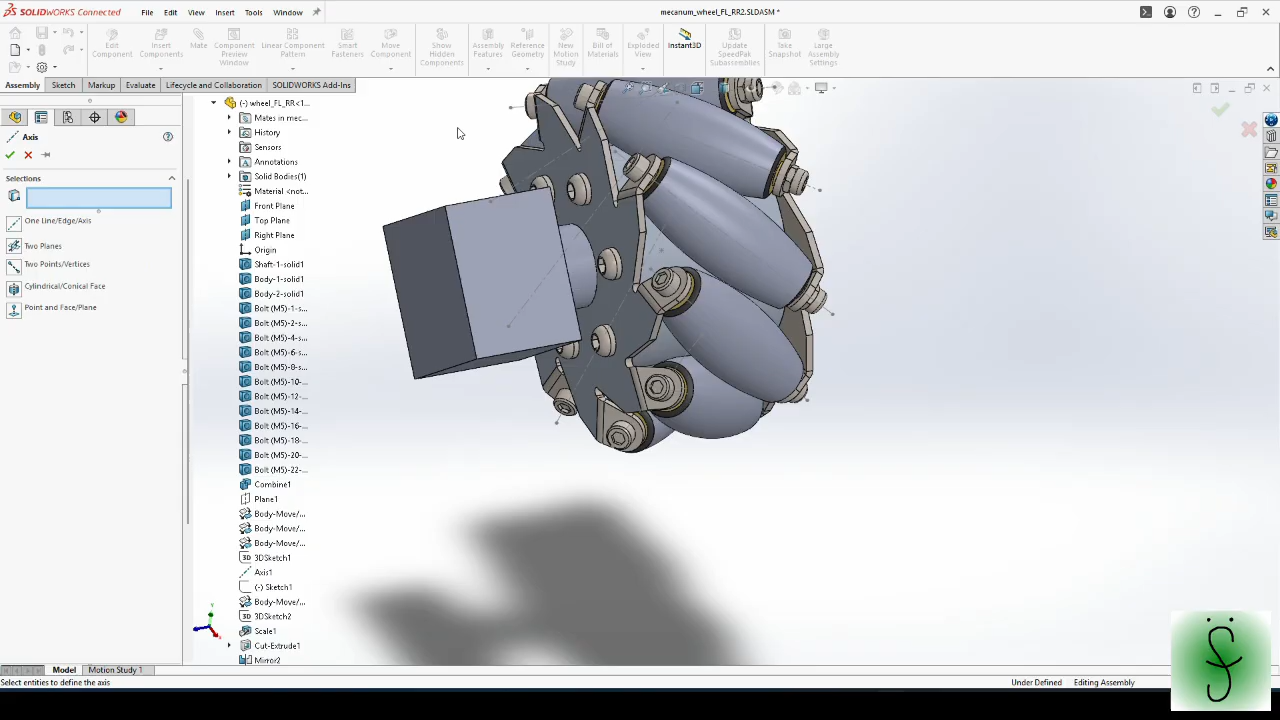 SOLIDWORKS Connected
File Edit View Insert Tools Window
mecanum_wheel_FL_RR2.SLDASM *
Edit Component
Insert Components
Mate
Component Preview Window
Linear Component Pattern
Smart Fasteners
Move Component
Show Hidden Components
Assembly Features
Reference Geometry
New Motion Study
Bill of Materials
Exploded View
Instant3D
Update SpeedPak Subassemblies
Take Snapshot
Large Assembly Settings
Assembly Sketch Markup Evaluate Lifecycle and Collaboration SOLIDWORKS Add-Ins
Axis
Selections
One Line/Edge/Axis
Two Planes
Two Points/Vertices
Cylindrical/Conical Face
Point and Face/Plane
(-) wheel_FL_RR<1...
Mates in mec...
History
Sensors
Annotations
Solid Bodies(1)
Material <not...
Front Plane
Top Plane
Right Plane
Origin
Shaft-1-solid1
Body-1-solid1
Body-2-solid1
Bolt (M5)-1-s...
Bolt (M5)-2-s...
Bolt (M5)-4-s...
Bolt (M5)-6-s...
Bolt (M5)-8-s...
Bolt (M5)-10-...
Bolt (M5)-12-...
Bolt (M5)-14-...
Bolt (M5)-16-...
Bolt (M5)-18-...
Bolt (M5)-20-...
Bolt (M5)-22-...
Combine1
Plane1
Body-Move/...
Body-Move/...
Body-Move/...
3DSketch1
Axis1
(-) Sketch1
Body-Move/...
3DSketch2
Scale1
Cut-Extrude1
Mirror2
Model Motion Study 1
Select entities to define the axis
Under Defined Editing Assembly